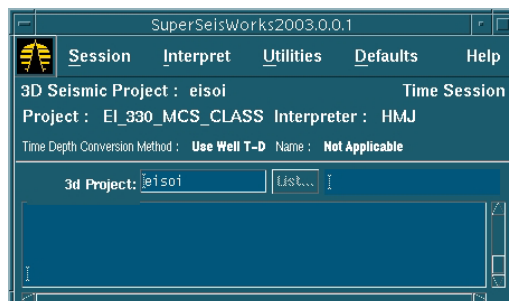 SuperSeisWorks2003.0.0.1
Session Interpret Utilities Defaults Help
3D Seismic Project : eisoi Time Session
Project : EI_330_MCS_CLASS Interpreter : HMJ
Time Depth Conversion Method : Use Well T-D Name : Not Applicable
3d Project: eisoi List...